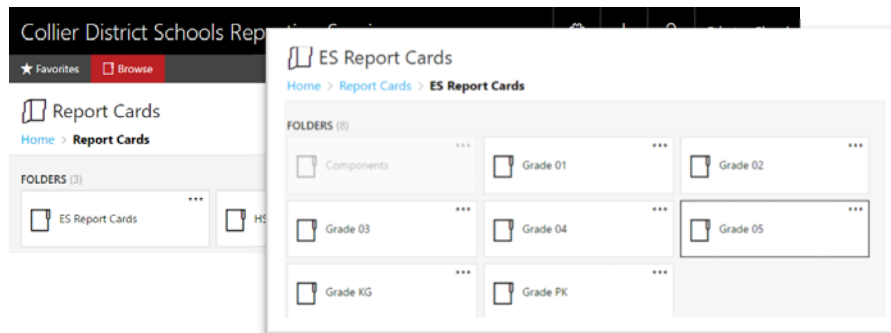 Collier District Schools
★ Favorites Browse
Report Cards
Home > Report Cards
FOLDERS (3)
ES Report Cards
ES Report Cards
Home > Report Cards > ES Report Cards
FOLDERS (8)
Components
Grade 01
Grade 02
Grade 03
Grade 04
Grade 05
Grade KG
Grade PK